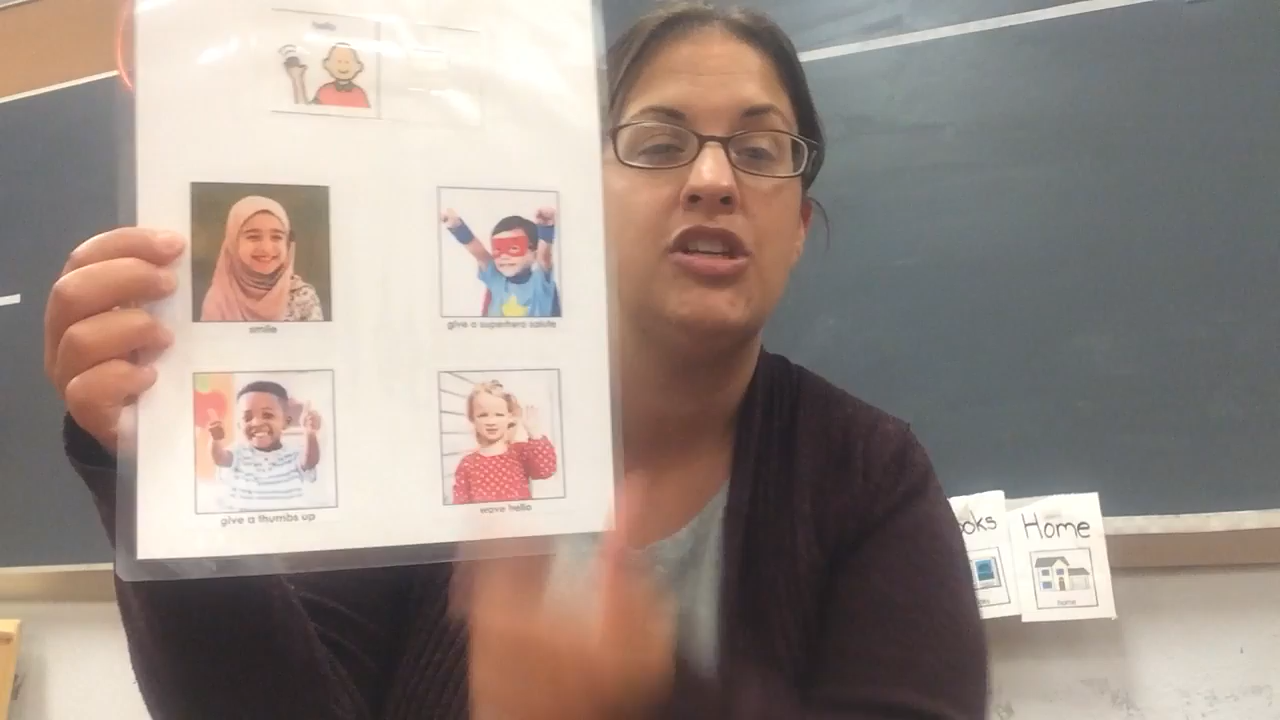 hello
smile
give a superhero salute
give a thumbs up
wave hello
Home
home